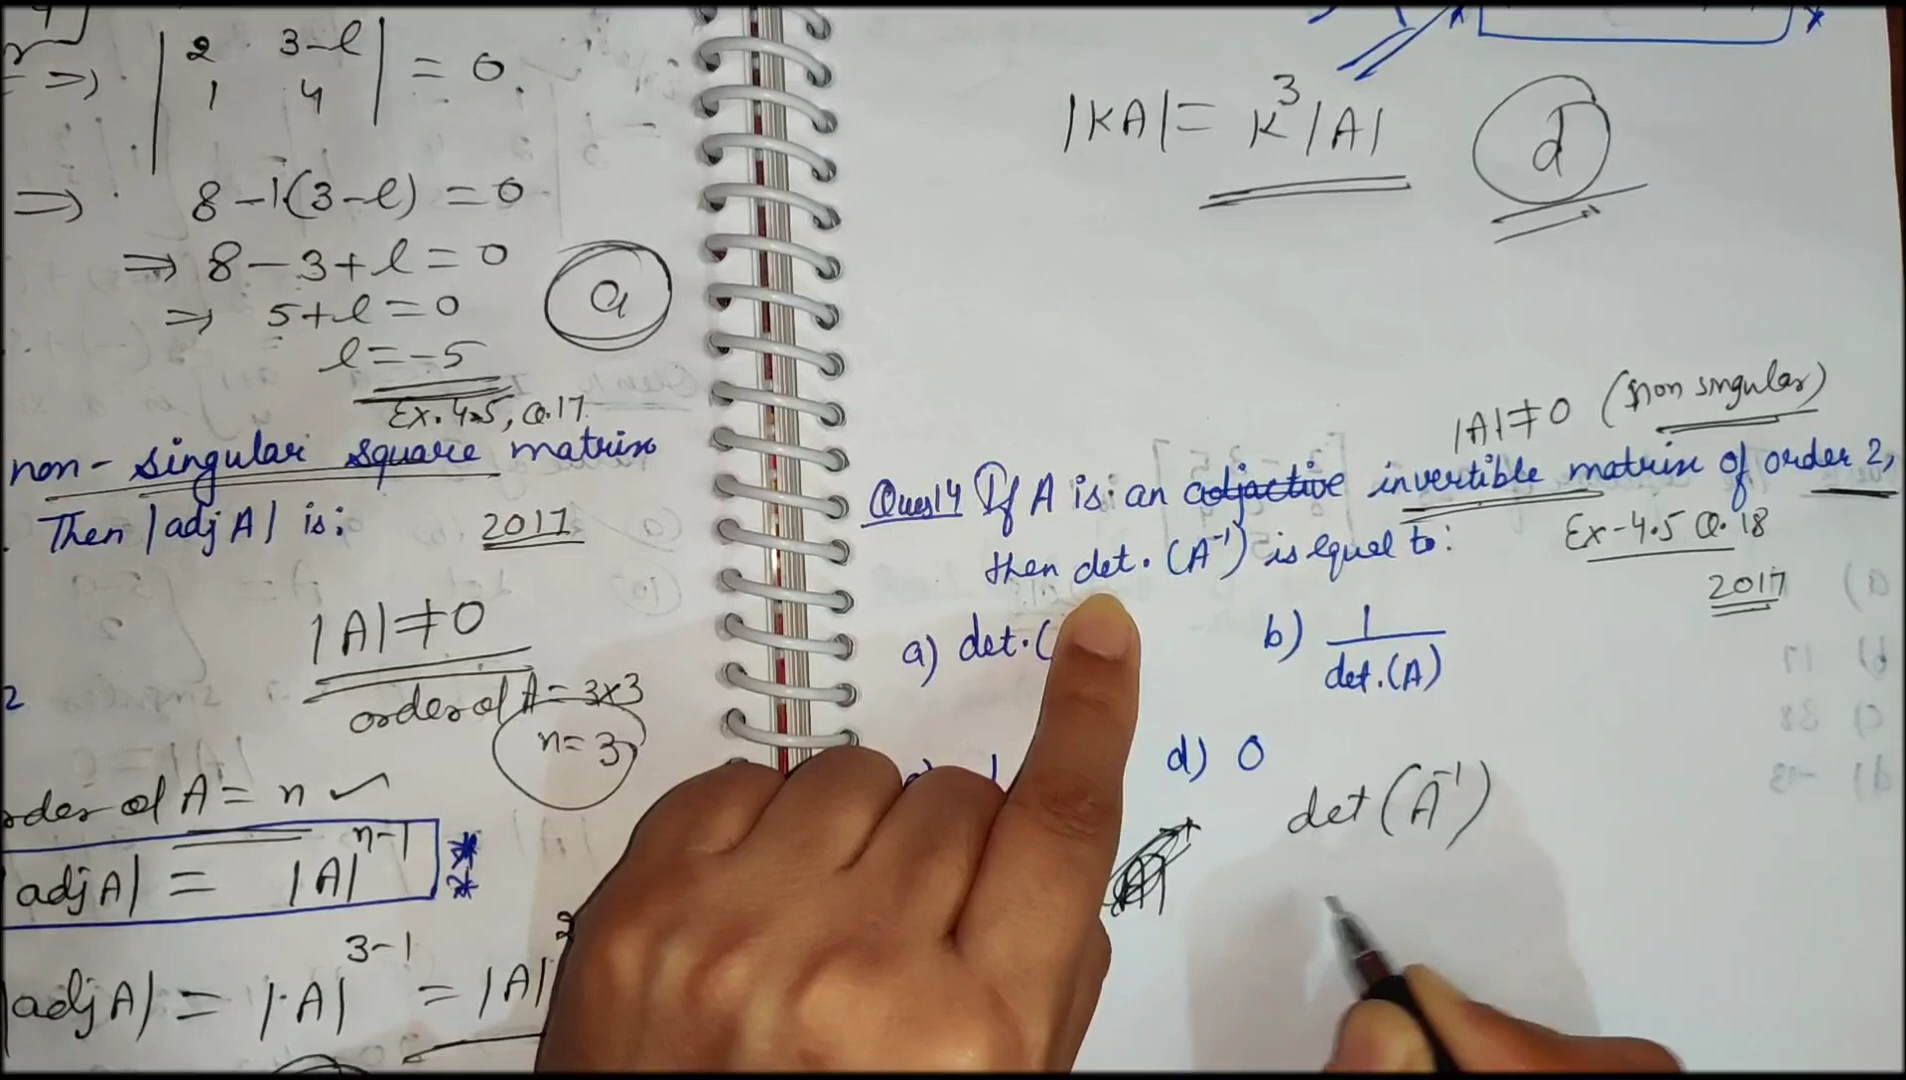 | 2 3-l |
=> | 1 4 | = 0.
=> 8-1(3-l) = 0
=> 8-3+l = 0
=> 5+l = 0
l = -5
a
Ex. 4.5, Q.17
non-singular square matrix
Then |adj A| is: 2017
|A| ≠ 0
order of A = 3x3
n = 3
2
order of A = n ✓
|adj A| = |A|^{n-1}
|adj A| = |A|^{3-1} = |A|^2
|KA| = K^3 |A|
d
|A| ≠ 0 (non singular)
Ques14 If A is an invertible matrix of order 2,
then det. (A^{-1}) is equal to:
Ex-4.5 Q.18
2017
a) det.( b) 1/det.(A)
d) 0
det (A^{-1})